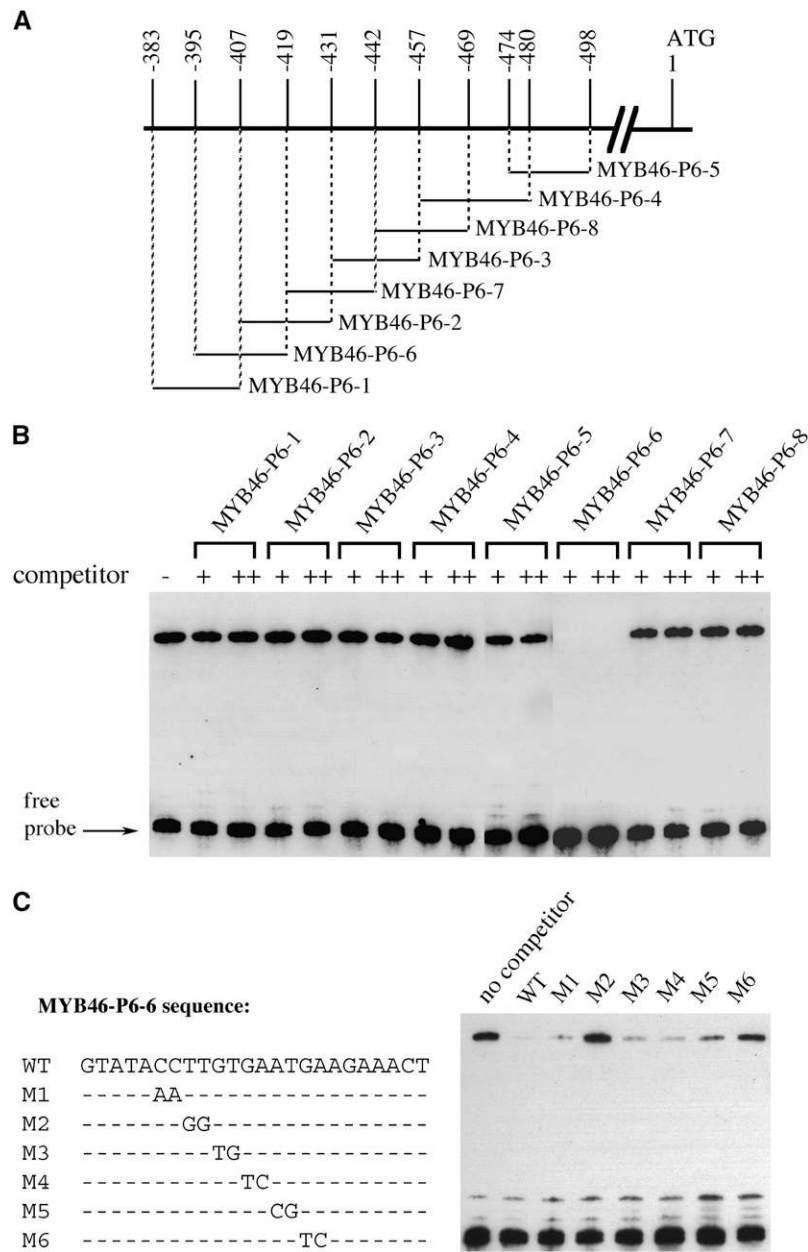 A
-383 -395 -407 -419 -431 -442 -457 -469 -474 -480 -498 ATG
1
MYB46-P6-5
MYB46-P6-4
MYB46-P6-8
MYB46-P6-3
MYB46-P6-7
MYB46-P6-2
MYB46-P6-6
MYB46-P6-1
B
MYB46-P6-1 MYB46-P6-2 MYB46-P6-3 MYB46-P6-4 MYB46-P6-5 MYB46-P6-6 MYB46-P6-7 MYB46-P6-8
competitor - + ++ + ++ + ++ + ++ + ++ + ++ + ++ + ++
free
probe
C
no competitor WT M1 M2 M3 M4 M5 M6
MYB46-P6-6 sequence:
WT GTATACCTTGTGAATGAAGAAACT
M1 -----AA-----------------
M2 -------GG---------------
M3 ---------TG-------------
M4 -----------TC-----------
M5 -------------CG---------
M6 ---------------TC-------